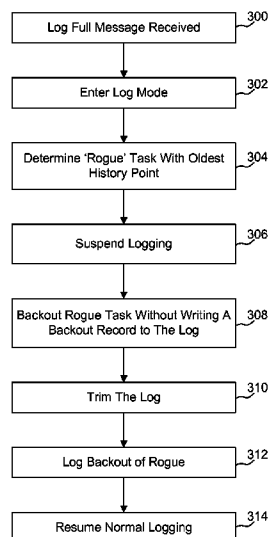 300
Log Full Message Received
302
Enter Log Mode
304
Determine 'Rogue' Task With Oldest
History Point
306
Suspend Logging
308
Backout Rogue Task Without Writing A
Backout Record to The Log
310
Trim The Log
312
Log Backout of Rogue
314
Resume Normal Logging